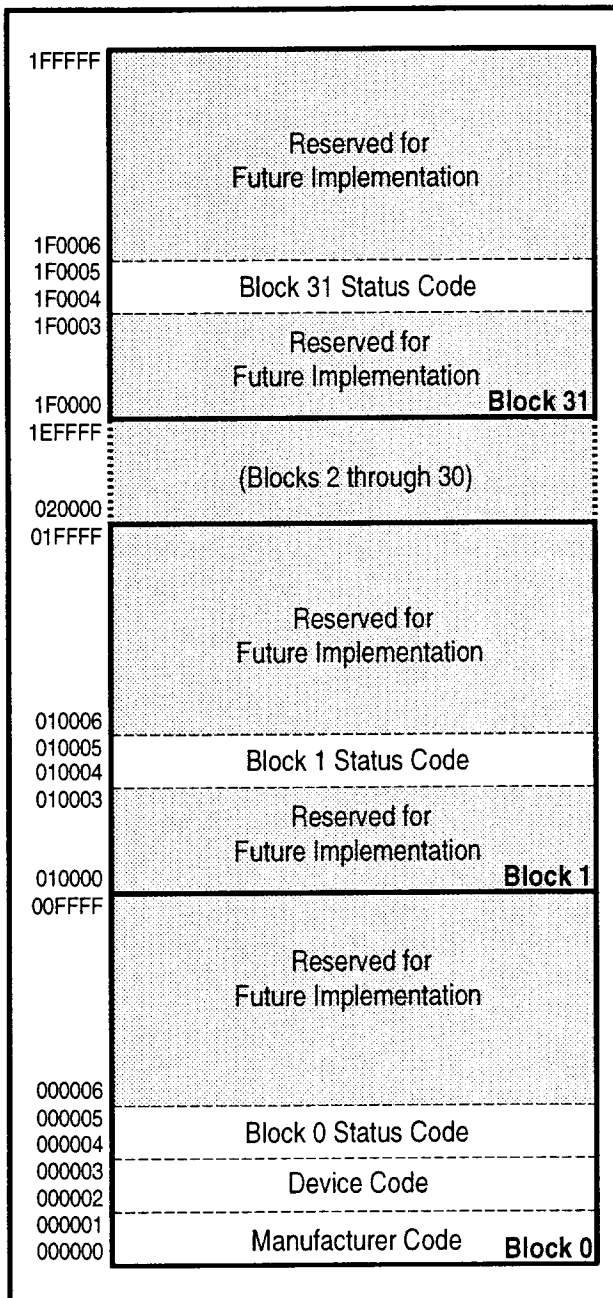 1FFFFF
Reserved for
Future Implementation
1F0006
1F0005
Block 31 Status Code
1F0004
1F0003
Reserved for
Future Implementation
1F0000
Block 31
1EFFFF
(Blocks 2 through 30)
020000
01FFFF
Reserved for
Future Implementation
010006
010005
Block 1 Status Code
010004
010003
Reserved for
Future Implementation
010000
Block 1
00FFFF
Reserved for
Future Implementation
000006
000005
Block 0 Status Code
000004
000003
Device Code
000002
000001
Manufacturer Code
Block 0
000000